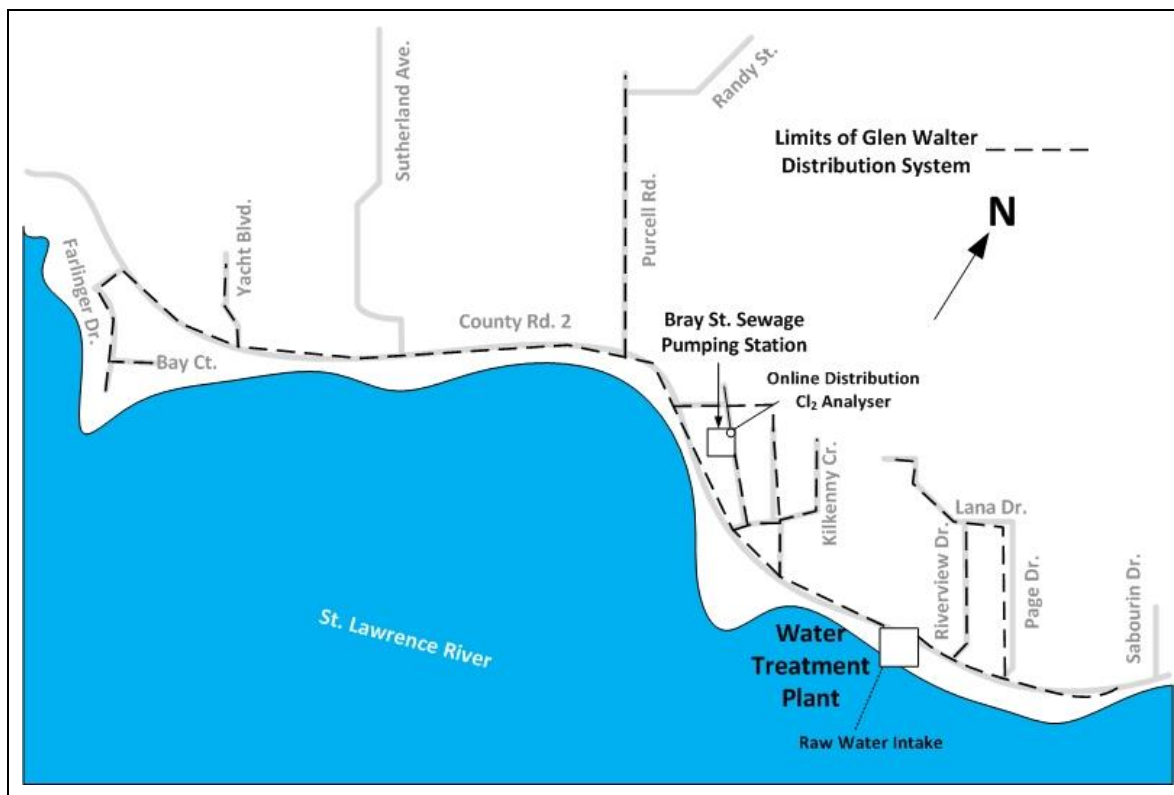 Sutherland Ave.
Randy St.
Limits of Glen Walter
Distribution System
N
Purcell Rd.
Farlinger Dr.
Yacht Blvd.
County Rd. 2
Bray St. Sewage
Pumping Station
Bay Ct.
Online Distribution
Cl₂ Analyser
Kilkenny Cr.
Lana Dr.
Riverview Dr.
Page Dr.
Sabourin Dr.
St. Lawrence River
Water
Treatment
Plant
Raw Water Intake